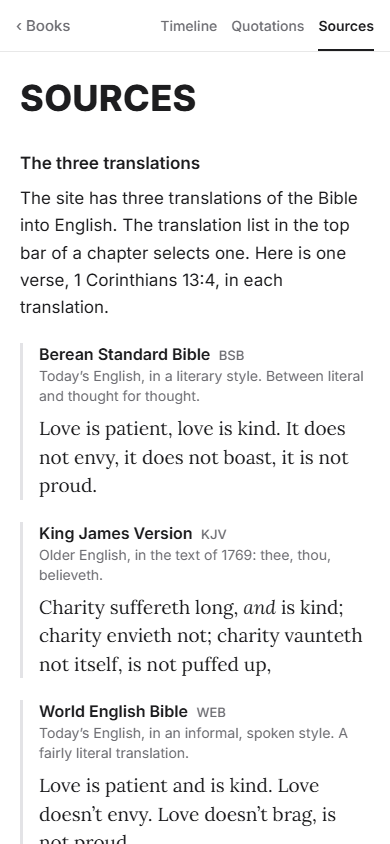 ‹ Books
Timeline Quotations Sources
SOURCES
The three translations
The site has three translations of the Bible
into English. The translation list in the top
bar of a chapter selects one. Here is one
verse, 1 Corinthians 13:4, in each
translation.
Berean Standard Bible BSB
Today’s English, in a literary style. Between literal
and thought for thought.
Love is patient, love is kind. It does
not envy, it does not boast, it is not
proud.
King James Version KJV
Older English, in the text of 1769: thee, thou,
believeth.
Charity suffereth long, and is kind;
charity envieth not; charity vaunteth
not itself, is not puffed up,
World English Bible WEB
Today’s English, in an informal, spoken style. A
fairly literal translation.
Love is patient and is kind. Love
doesn’t envy. Love doesn’t brag, is
not proud